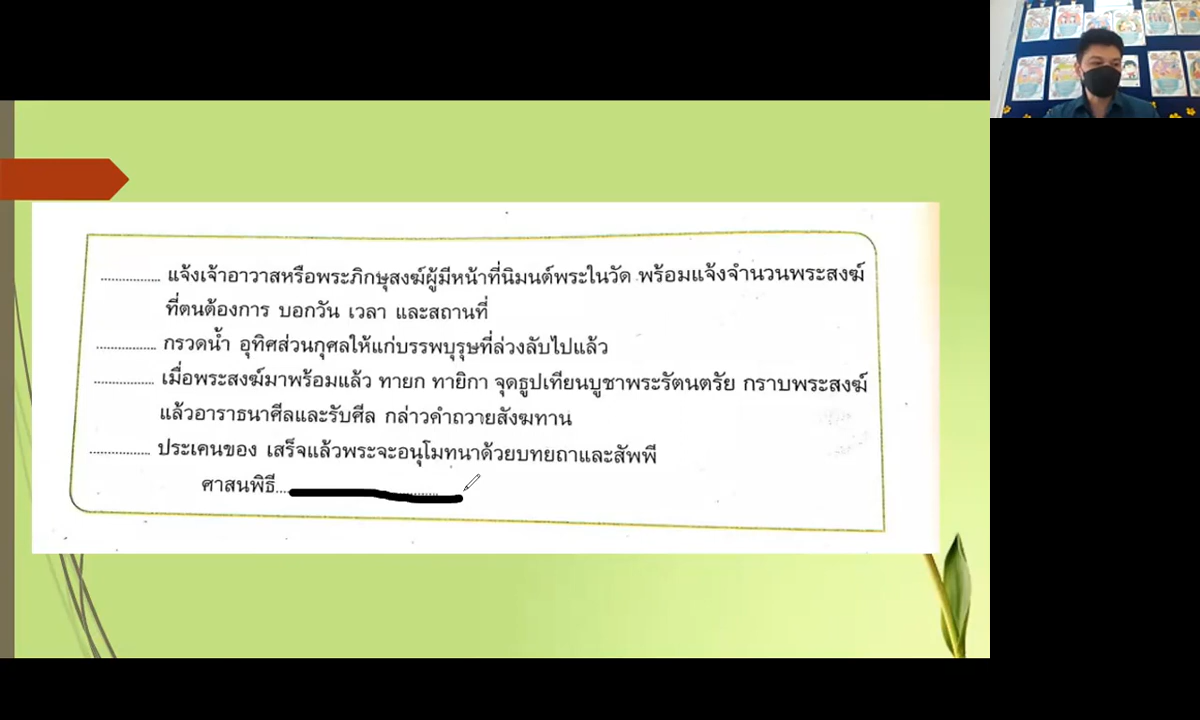 ............... แจ้งเจ้าอาวาสหรือพระภิกษุสงฆ์ผู้มีหน้าที่นิมนต์พระในวัด พร้อมแจ้งจำนวนพระสงฆ์
ที่ตนต้องการ บอกวัน เวลา และสถานที่
............... กรวดน้ำ อุทิศส่วนกุศลให้แก่บรรพบุรุษที่ล่วงลับไปแล้ว
............... เมื่อพระสงฆ์มาพร้อมแล้ว ทายก ทายิกา จุดธูปเทียนบูชาพระรัตนตรัย กราบพระสงฆ์
แล้วอาราธนาศีลและรับศีล กล่าวคำถวายสังฆทาน
............... ประเคนของ เสร็จแล้วพระจะอนุโมทนาด้วยบทยถาและสัพพี
ศาสนพิธี...